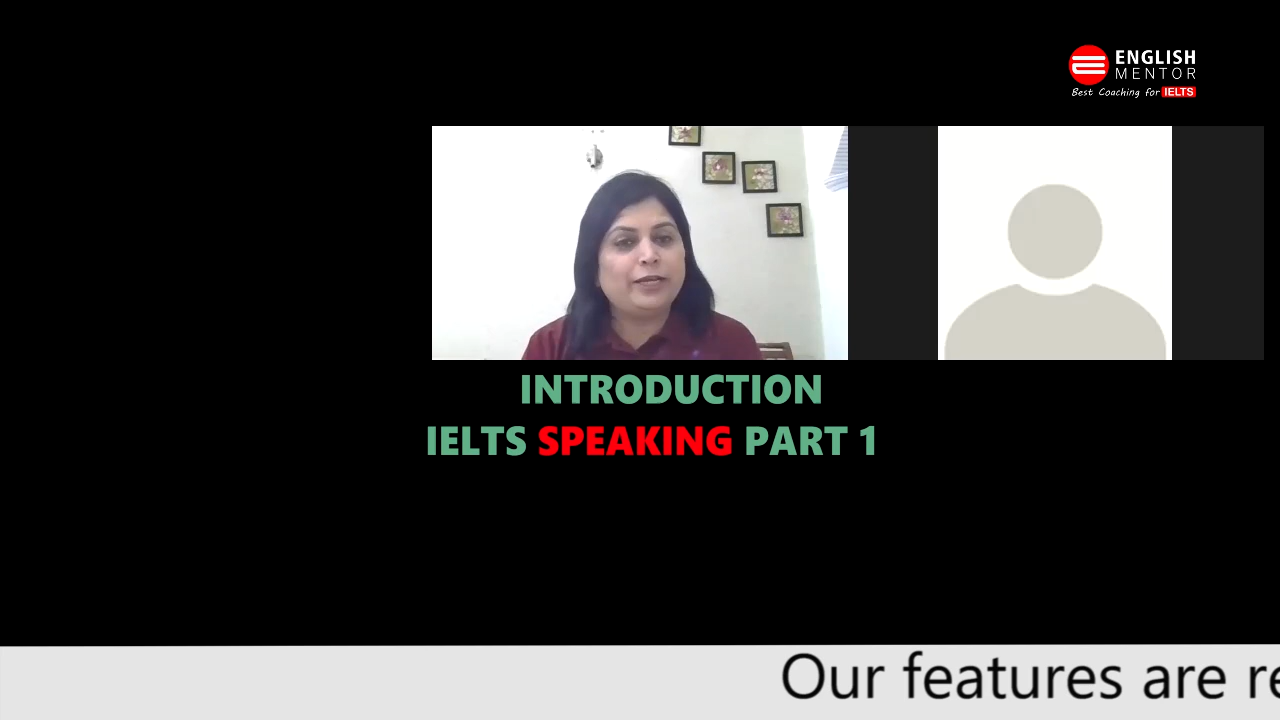 ENGLISH
MENTOR
Best Coaching for IELTS
INTRODUCTION
IELTS SPEAKING PART 1
Our features are